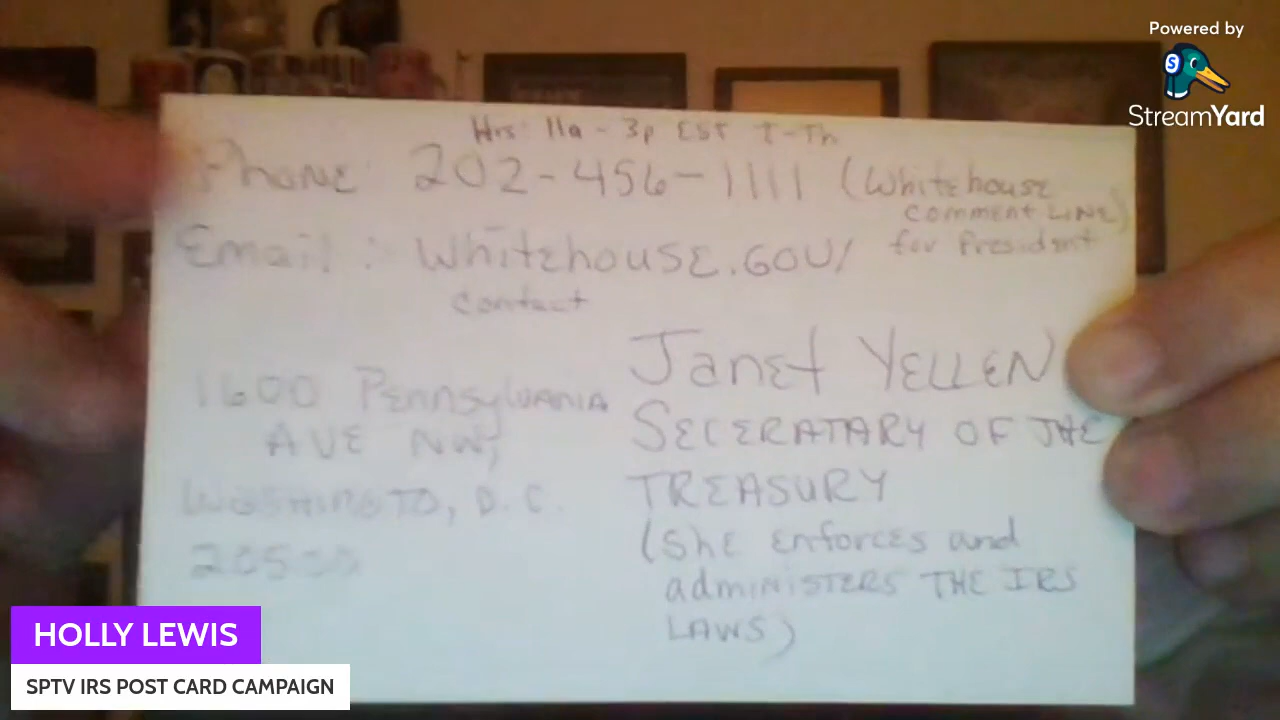 Powered by
StreamYard
Hrs: 11a - 3p EST T-Th
Phone: 202-456-1111 (Whitehouse
comment LINE)
for President
Email: Whitehouse.GOV/
contact
1600 Pennsylvania
AVE NW,
Washington, D.C.
20500
Janet YELLEN
SECERATARY OF THE
TREASURY
(She enforces and
administers THE IRS
LAWS)
HOLLY LEWIS
SPTV IRS POST CARD CAMPAIGN